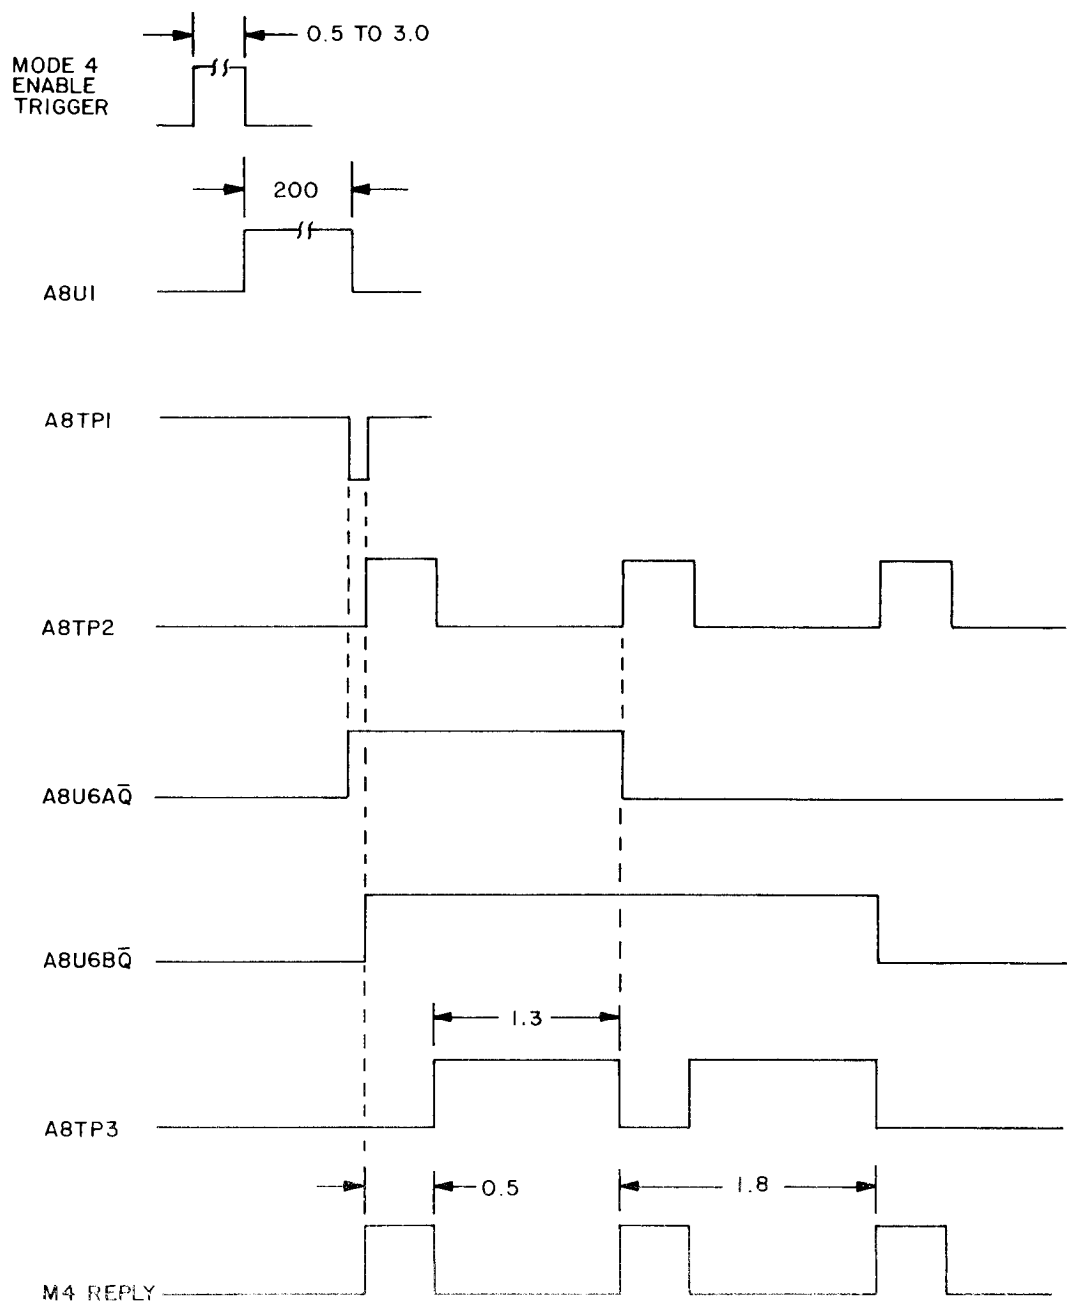 0.5 TO 3.0
MODE 4
ENABLE
TRIGGER
200
A8U1
A8TP1
A8TP2
A8U6AQ̅
A8U6BQ̅
1.3
A8TP3
0.5
1.8
M4 REPLY